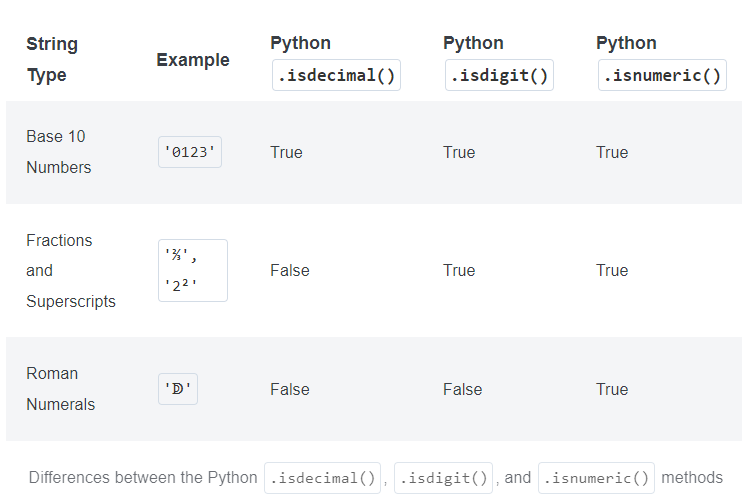 String Type Example Python .isdecimal() Python .isdigit() Python .isnumeric()
Base 10 Numbers '0123' True True True
Fractions and Superscripts '⅔', '2²' False True True
Roman Numerals 'ↁ' False False True
Differences between the Python .isdecimal() , .isdigit() , and .isnumeric() methods